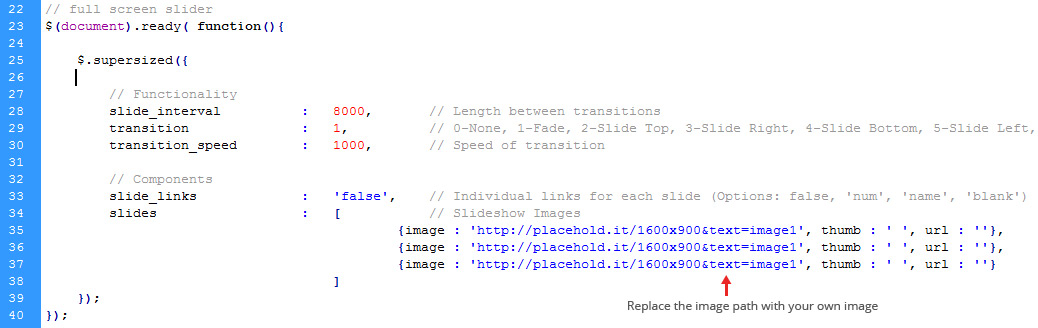 22 // full screen slider
23 $(document).ready( function(){
24
25 $.supersized({
26
27 // Functionality
28 slide_interval : 8000, // Length between transitions
29 transition : 1, // 0-None, 1-Fade, 2-Slide Top, 3-Slide Right, 4-Slide Bottom, 5-Slide Left,
30 transition_speed : 1000, // Speed of transition
31
32 // Components
33 slide_links : 'false', // Individual links for each slide (Options: false, 'num', 'name', 'blank')
34 slides : [ // Slideshow Images
35 {image : 'http://placehold.it/1600x900&text=image1', thumb : ' ', url : ''},
36 {image : 'http://placehold.it/1600x900&text=image1', thumb : ' ', url : ''},
37 {image : 'http://placehold.it/1600x900&text=image1', thumb : ' ', url : ''}
38 ]
39 });
40 });
Replace the image path with your own image